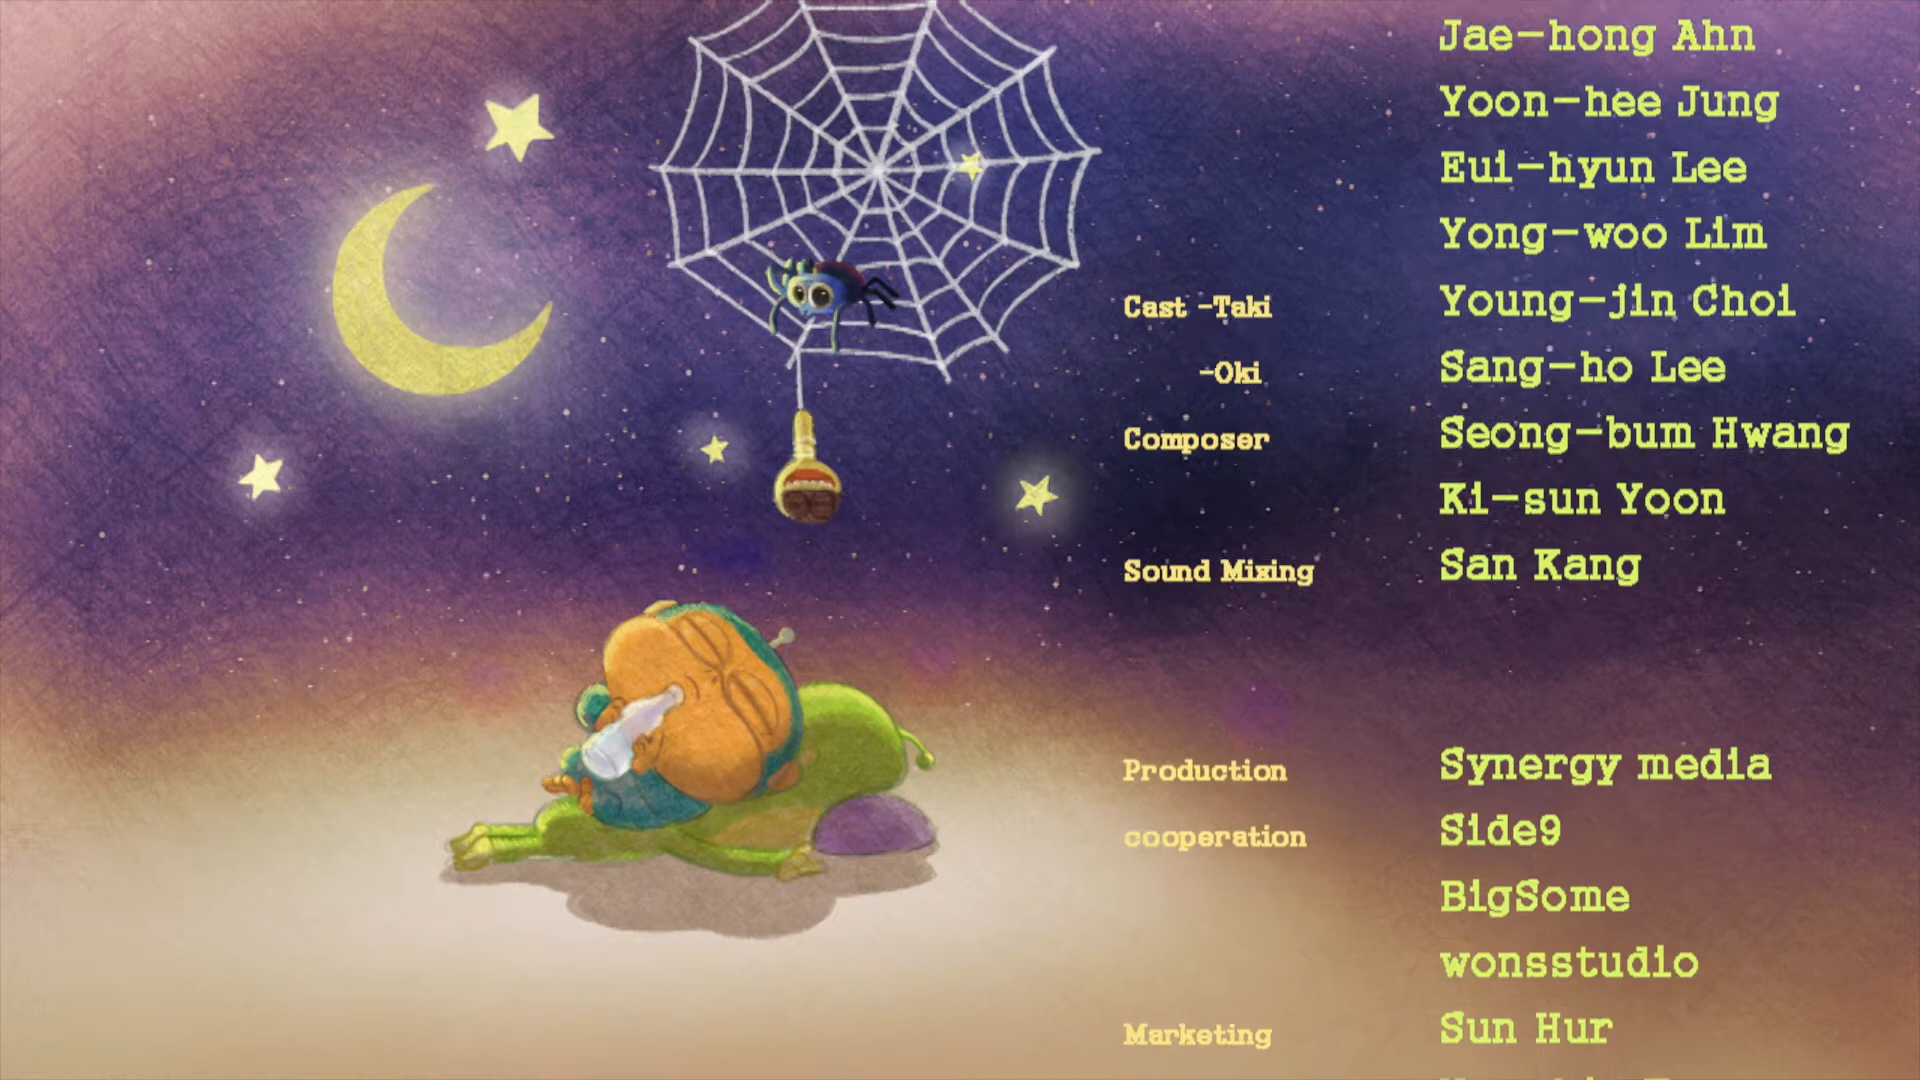 Jae-hong Ahn
Yoon-hee Jung
Eui-hyun Lee
Yong-woo Lim
Cast -Taki Young-jin Choi
-Oki Sang-ho Lee
Composer Seong-bum Hwang
Ki-sun Yoon
Sound Mixing San Kang
Production Synergy media
cooperation Side9
BigSome
wonsstudio
Marketing Sun Hur